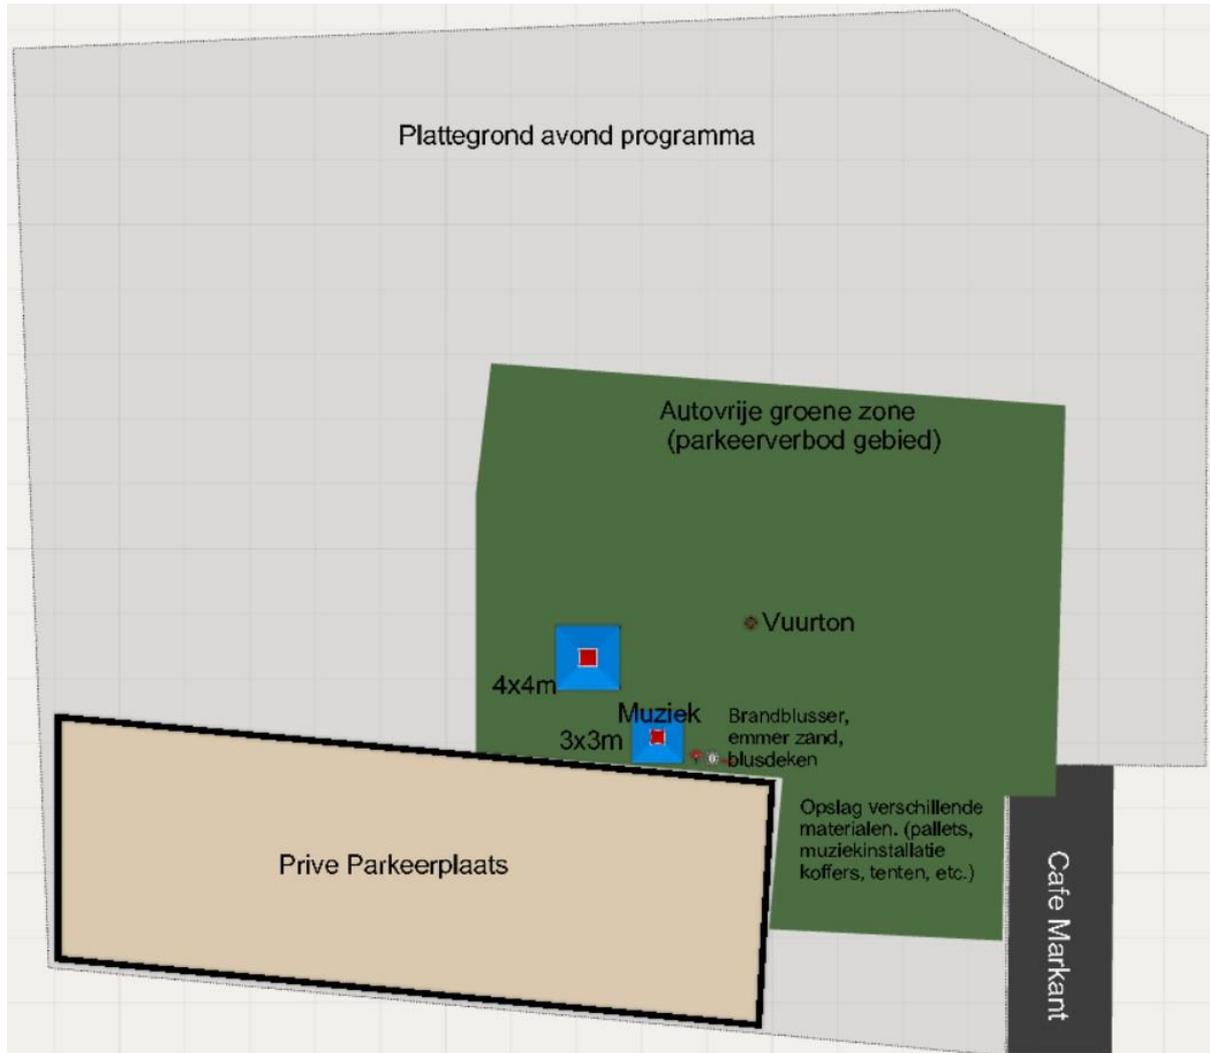 Plattegrond avond programma
Autovrije groene zone
(parkeerverbod gebied)
Vuurton
4x4m
Muziek
3x3m
Brandblusser,
emmer zand,
blusdeken
Opslag verschillende
materialen. (pallets,
muziekinstallatie
koffers, tenten, etc.)
Prive Parkeerplaats
Cafe Markant